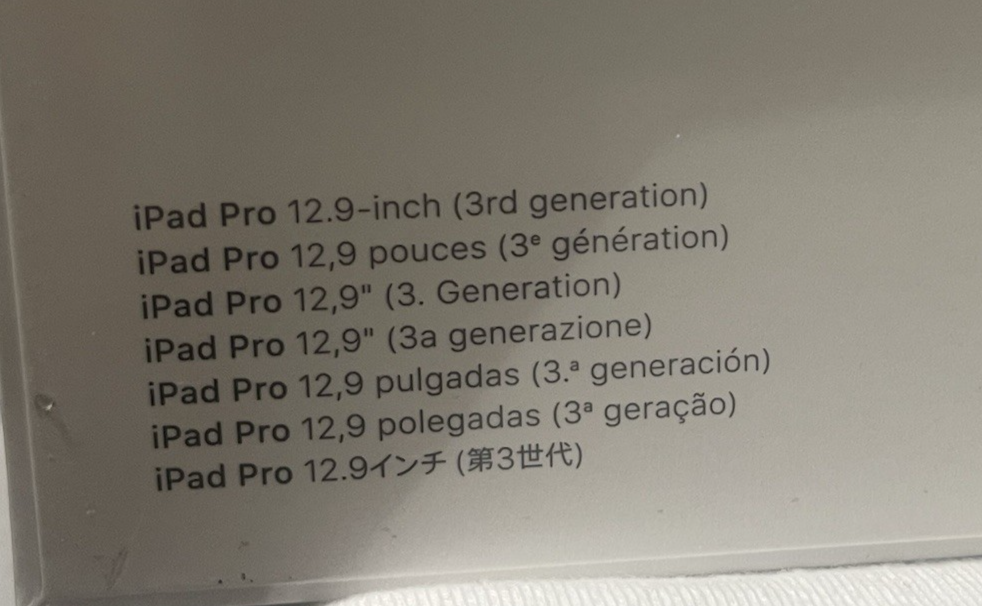 iPad Pro 12.9-inch (3rd generation)
iPad Pro 12,9 pouces (3ᵉ génération)
iPad Pro 12,9" (3. Generation)
iPad Pro 12,9" (3a generazione)
iPad Pro 12,9 pulgadas (3.ª generación)
iPad Pro 12,9 polegadas (3ª geração)
iPad Pro 12.9インチ (第3世代)